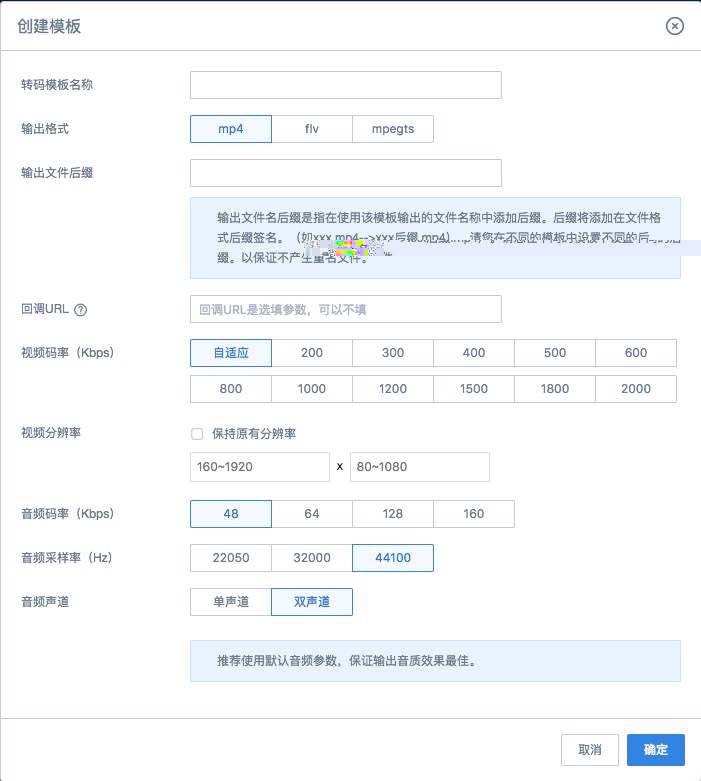 创建模板
转码模板名称
输出格式 mp4 flv mpegts
输出文件后缀
输出文件名后缀是指在使用该模板输出的文件名称中添加后缀。后缀将添加在文件格
式后缀签名。（如xxx.mp4-->xxx后缀.mp4），请您在不同的模板中设置不同的后
缀。以保证不产生重名文件。
回调URL ?
回调URL是选填参数，可以不填
视频码率（Kbps） 自适应 200 300 400 500 600
800 1000 1200 1500 1800 2000
视频分辨率 保持原有分辨率
160~1920 x 80~1080
音频码率（Kbps） 48 64 128 160
音频采样率（Hz） 22050 32000 44100
音频声道 单声道 双声道
推荐使用默认音频参数，保证输出音质效果最佳。
取消 确定